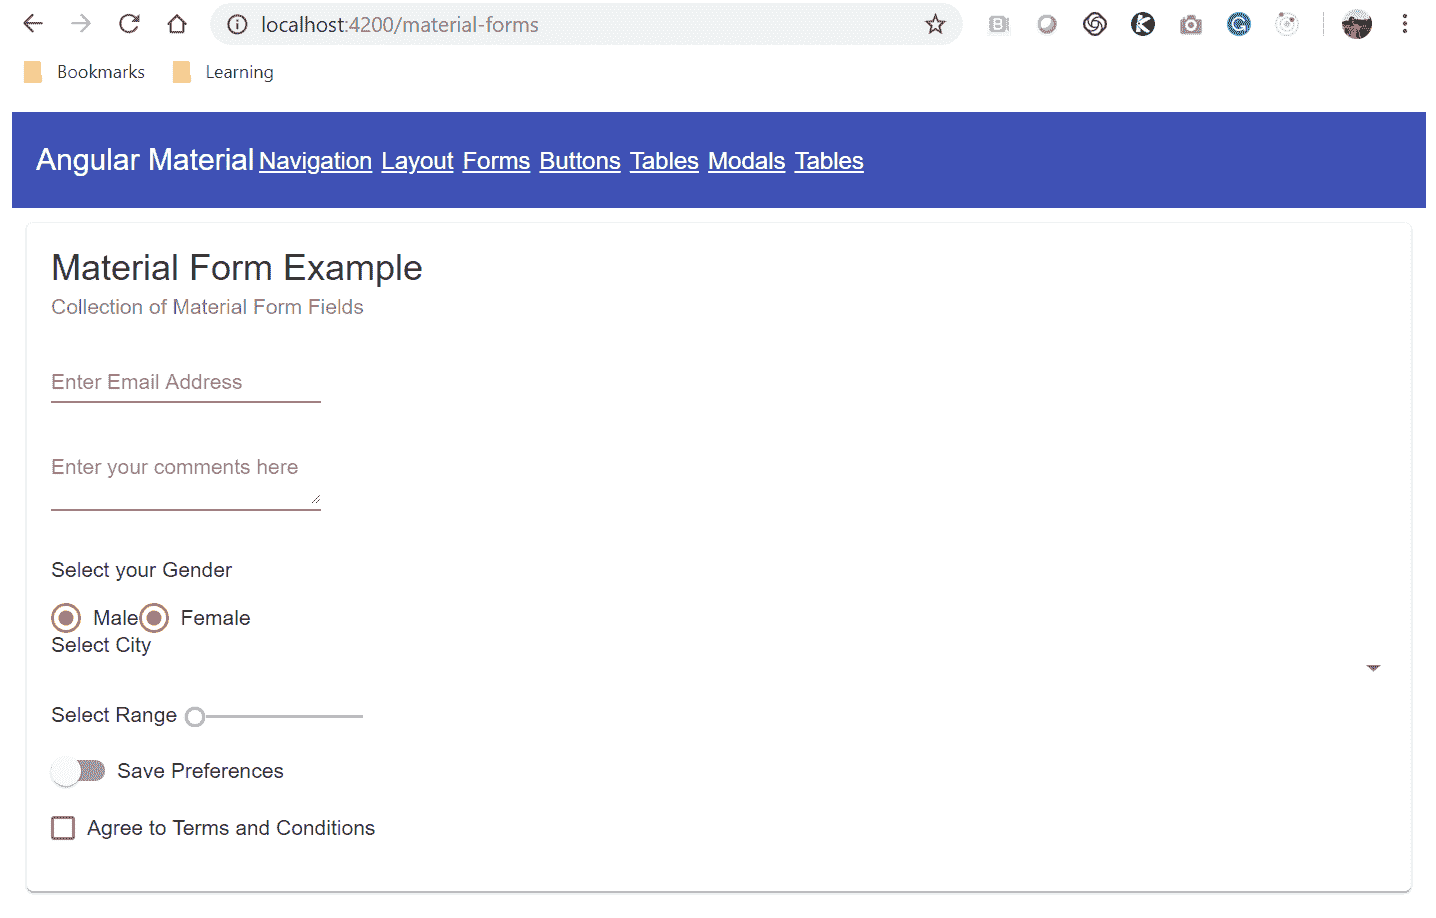 localhost:4200/material-forms
Bookmarks Learning
Angular Material Navigation Layout Forms Buttons Tables Modals Tables
Material Form Example
Collection of Material Form Fields
Enter Email Address
Enter your comments here
Select your Gender
Male Female
Select City
Select Range
Save Preferences
Agree to Terms and Conditions